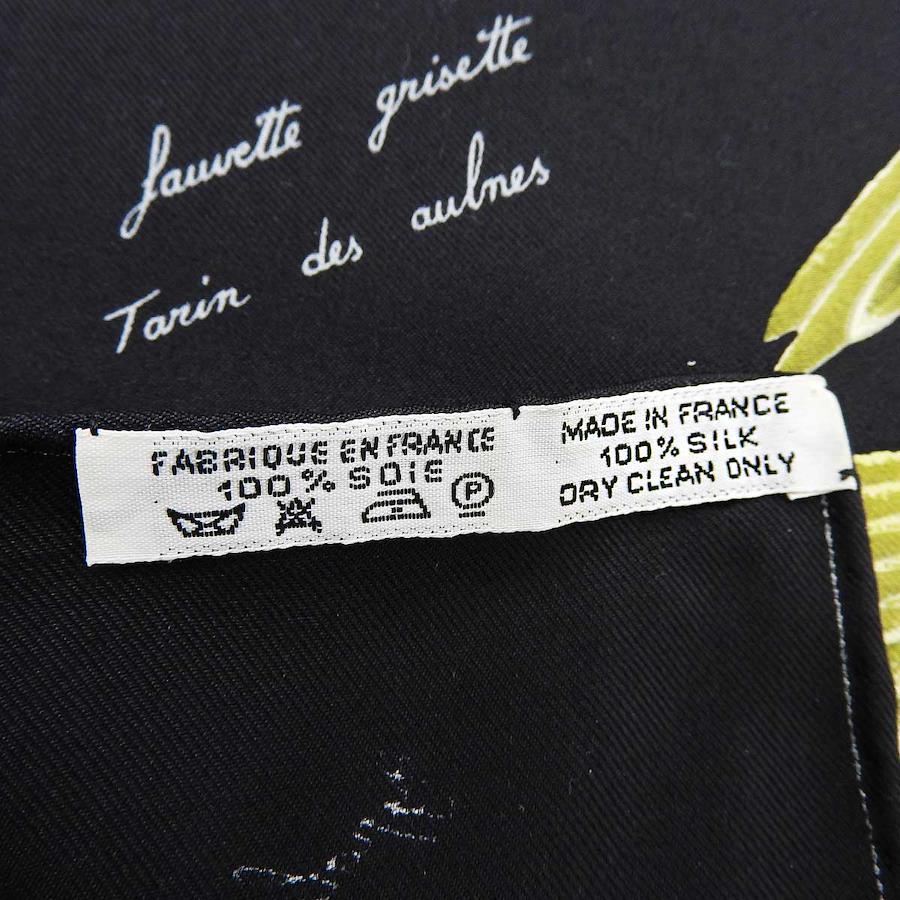 fauvette grisette
Tarin des aulnes
FABRIQUE EN FRANCE
100% SOIE
P
MADE IN FRANCE
100% SILK
DRY CLEAN ONLY